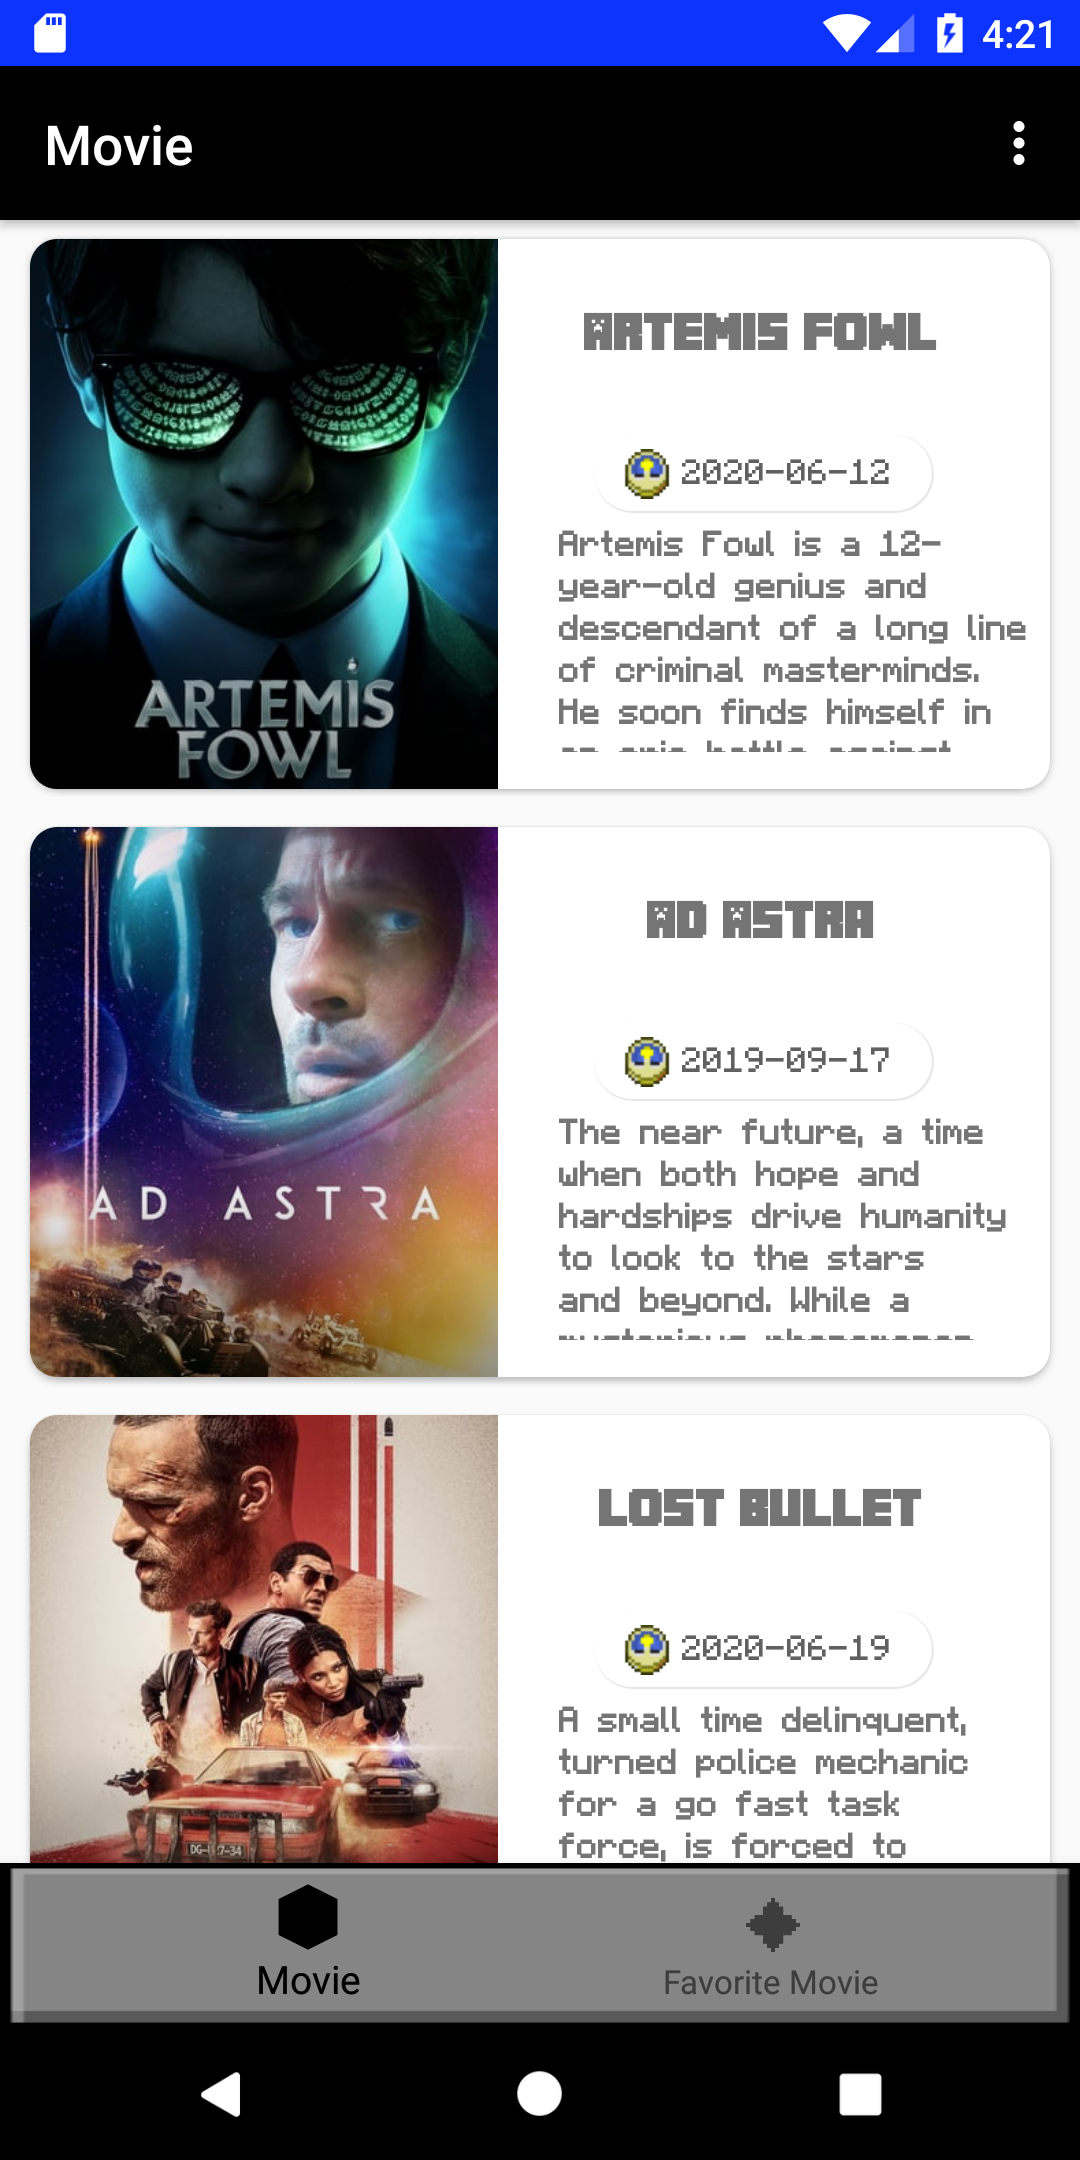 4:21
Movie
ARTEMIS FOWL
2020-06-12
Artemis Fowl is a 12-
year-old genius and
descendant of a long line
of criminal masterminds.
He soon finds himself in
ARTEMIS
FOWL
AD ASTRA
2019-09-17
The near future, a time
when both hope and
hardships drive humanity
to look to the stars
and beyond. While a
AD ASTRA
LOST BULLET
2020-06-19
A small time delinquent,
turned police mechanic
for a go fast task
force, is forced to
Movie
Favorite Movie